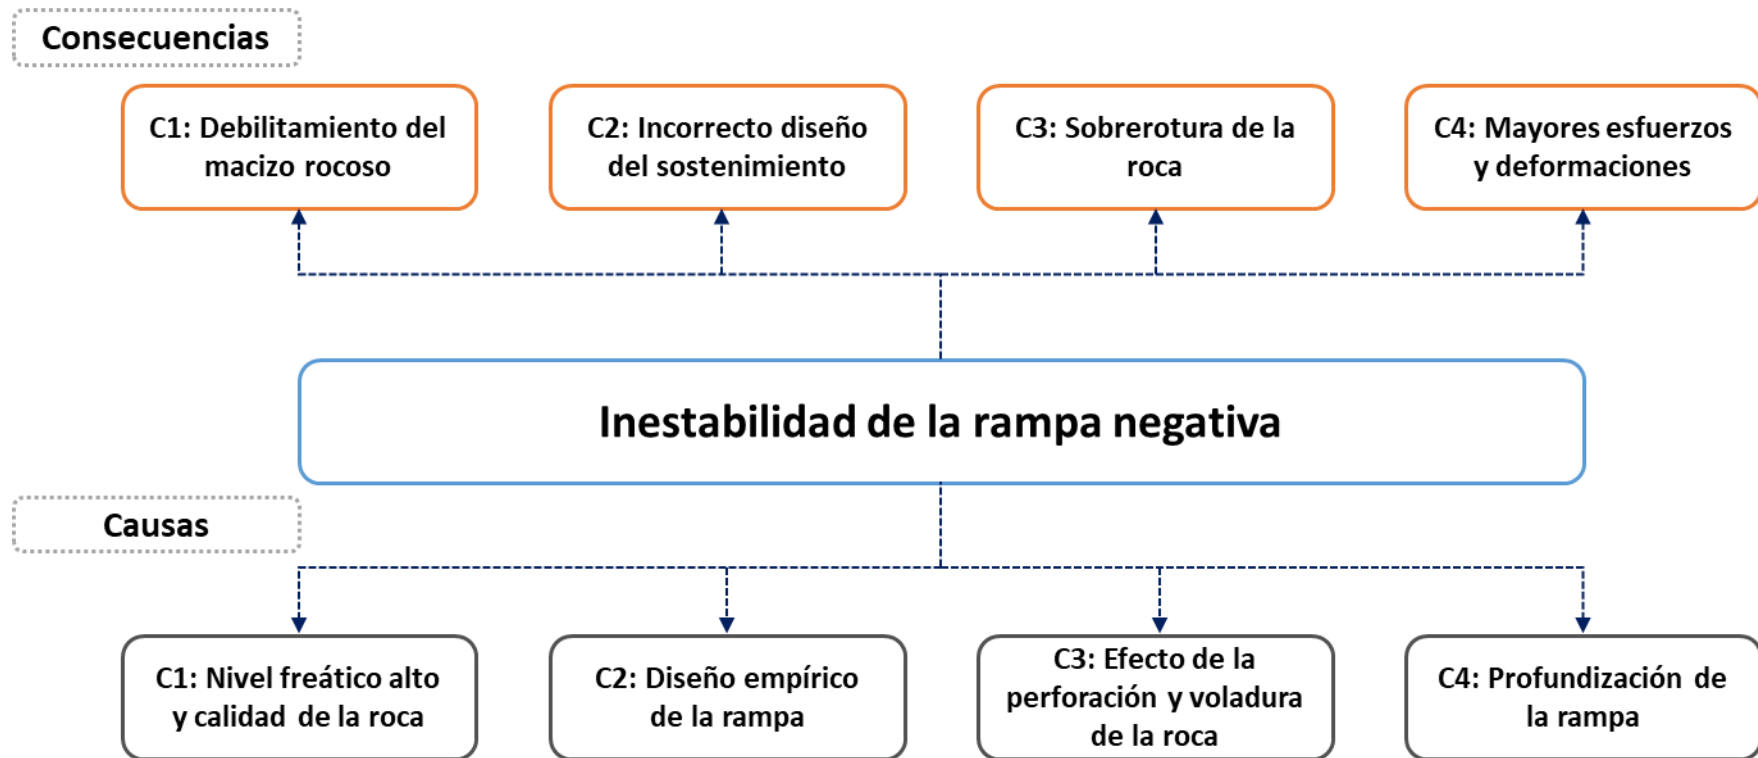 Consecuencias
C1: Debilitamiento del
macizo rocoso
C2: Incorrecto diseño
del sostenimiento
C3: Sobrerotura de la
roca
C4: Mayores esfuerzos
y deformaciones
Inestabilidad de la rampa negativa
Causas
C1: Nivel freático alto
y calidad de la roca
C2: Diseño empírico
de la rampa
C3: Efecto de la
perforación y voladura
de la roca
C4: Profundización de
la rampa